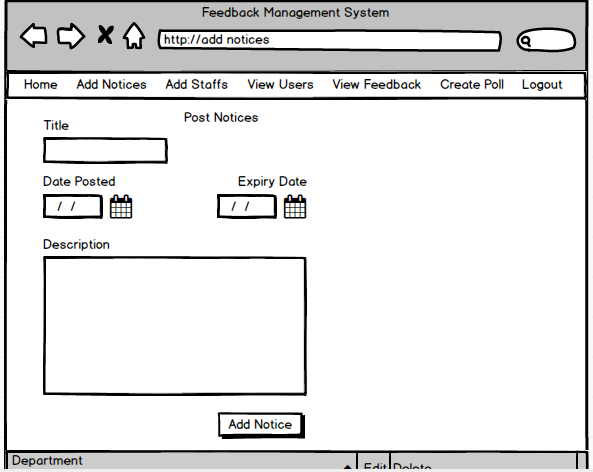 Feedback Management System
http://add notices
Home Add Notices Add Staffs View Users View Feedback Create Poll Logout
Post Notices
Title
Date Posted Expiry Date
/ / / /
Description
Add Notice
Department Edit Delete